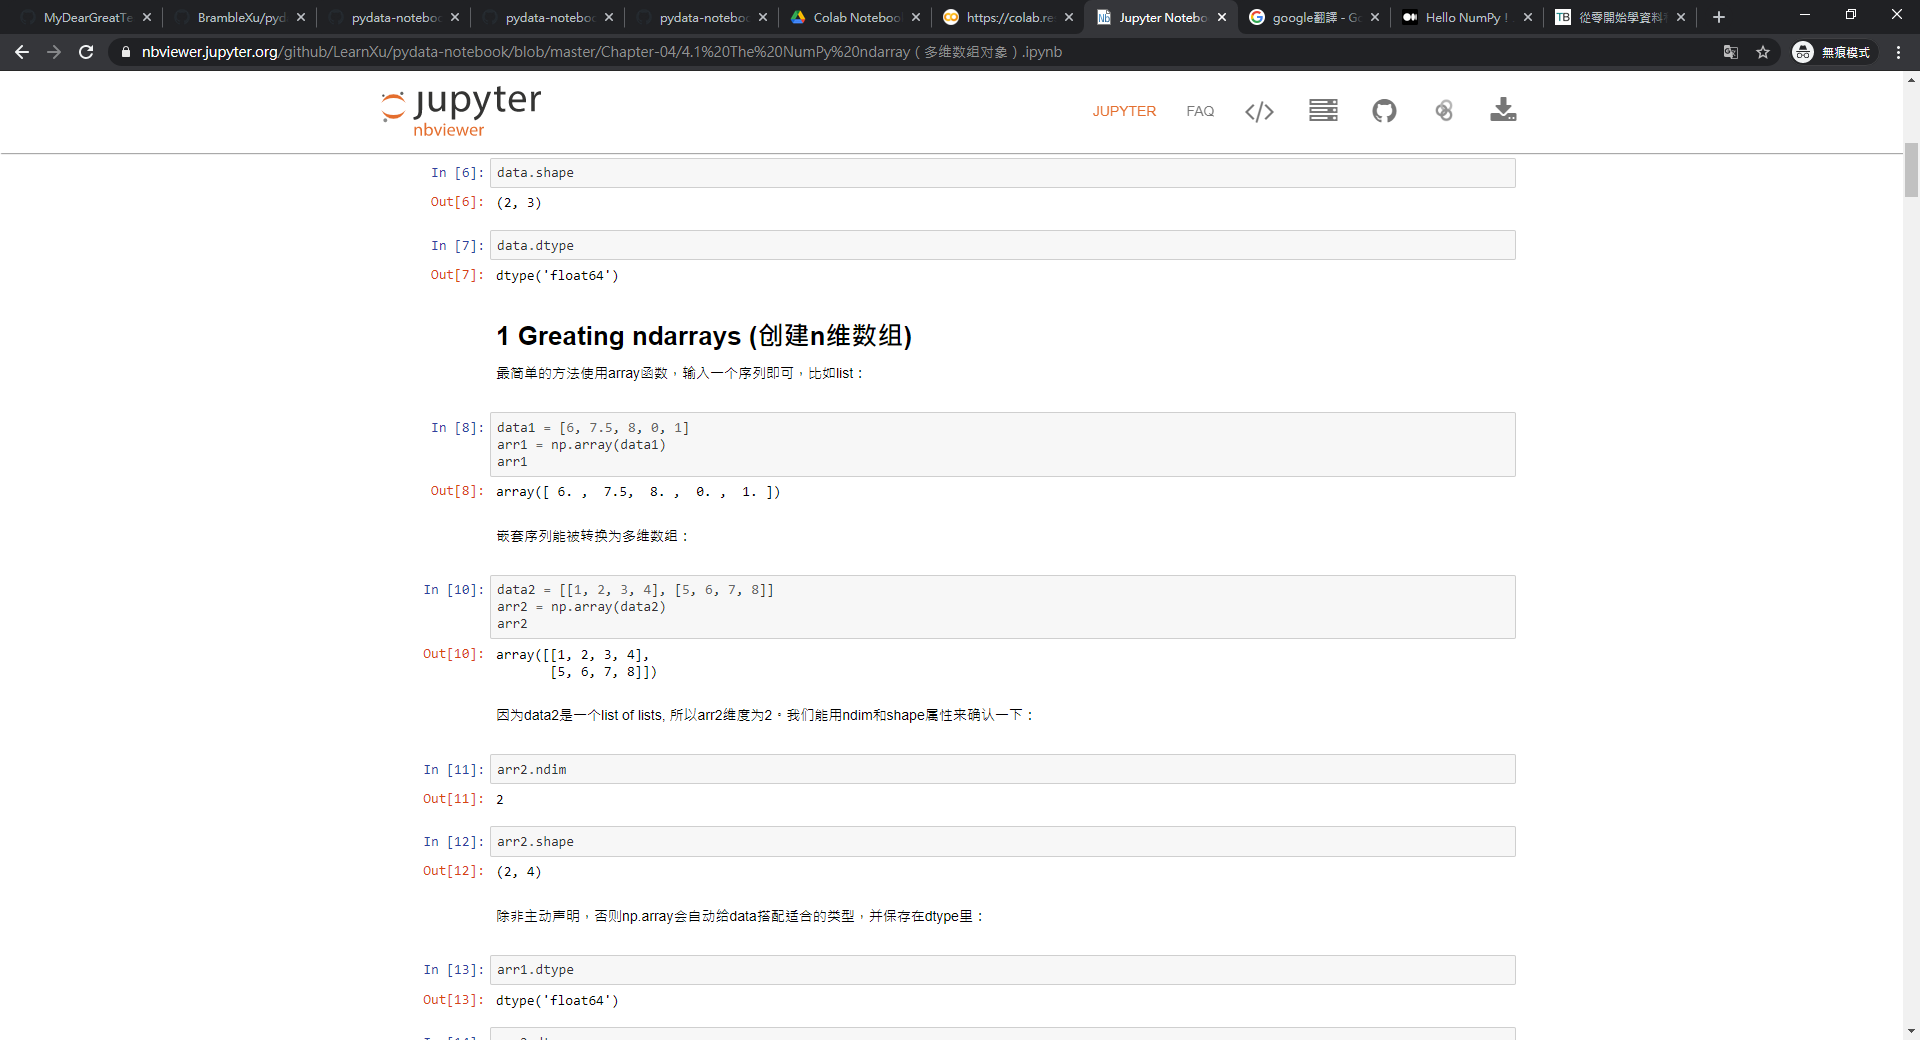 MyDearGreatTe
BrambleXu/pyd
pydata-notebo
pydata-notebo
pydata-notebo
Colab Notebook
https://colab.re
Jupyter Notebo
google翻譯 - Go
Hello NumPy！
從零開始學資料
nbviewer.jupyter.org/github/LearnXu/pydata-notebook/blob/master/Chapter-04/4.1%20The%20NumPy%20ndarray（多维数组对象）.ipynb
無痕模式
jupyter
nbviewer
JUPYTER
FAQ
In [6]: data.shape
Out[6]: (2, 3)
In [7]: data.dtype
Out[7]: dtype('float64')
1 Greating ndarrays (创建n维数组)
最简单的方法使用array函数，输入一个序列即可，比如list：
In [8]: data1 = [6, 7.5, 8, 0, 1]
arr1 = np.array(data1)
arr1
Out[8]: array([ 6. ,  7.5,  8. ,  0. ,  1. ])
嵌套序列能被转换为多维数组：
In [10]: data2 = [[1, 2, 3, 4], [5, 6, 7, 8]]
arr2 = np.array(data2)
arr2
Out[10]: array([[1, 2, 3, 4],
[5, 6, 7, 8]])
因为data2是一个list of lists, 所以arr2维度为2。我们能用ndim和shape属性来确认一下：
In [11]: arr2.ndim
Out[11]: 2
In [12]: arr2.shape
Out[12]: (2, 4)
除非主动声明，否则np.array会自动给data搭配适合的类型，并保存在dtype里：
In [13]: arr1.dtype
Out[13]: dtype('float64')